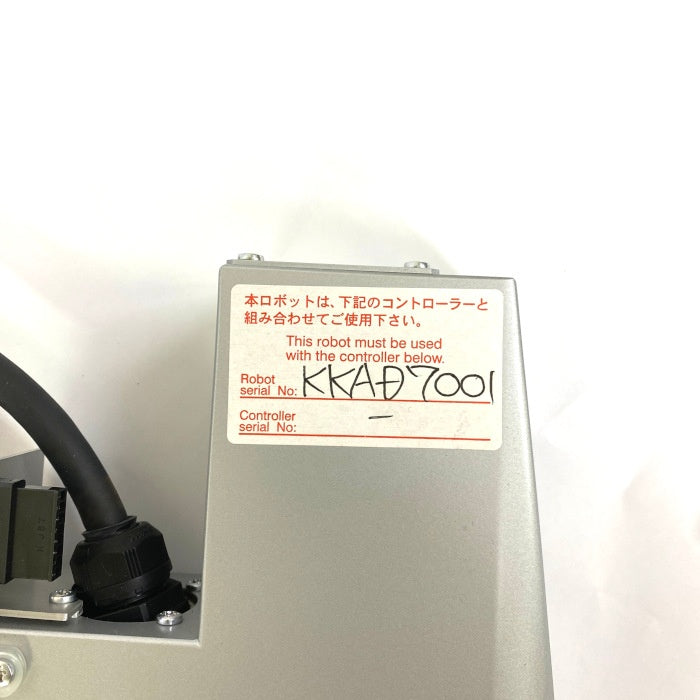 本ロボットは、下記のコントローラーと
組み合わせてご使用下さい。
This robot must be used
with the controller below.
Robot
serial No: KKAD7001
Controller
serial No: –